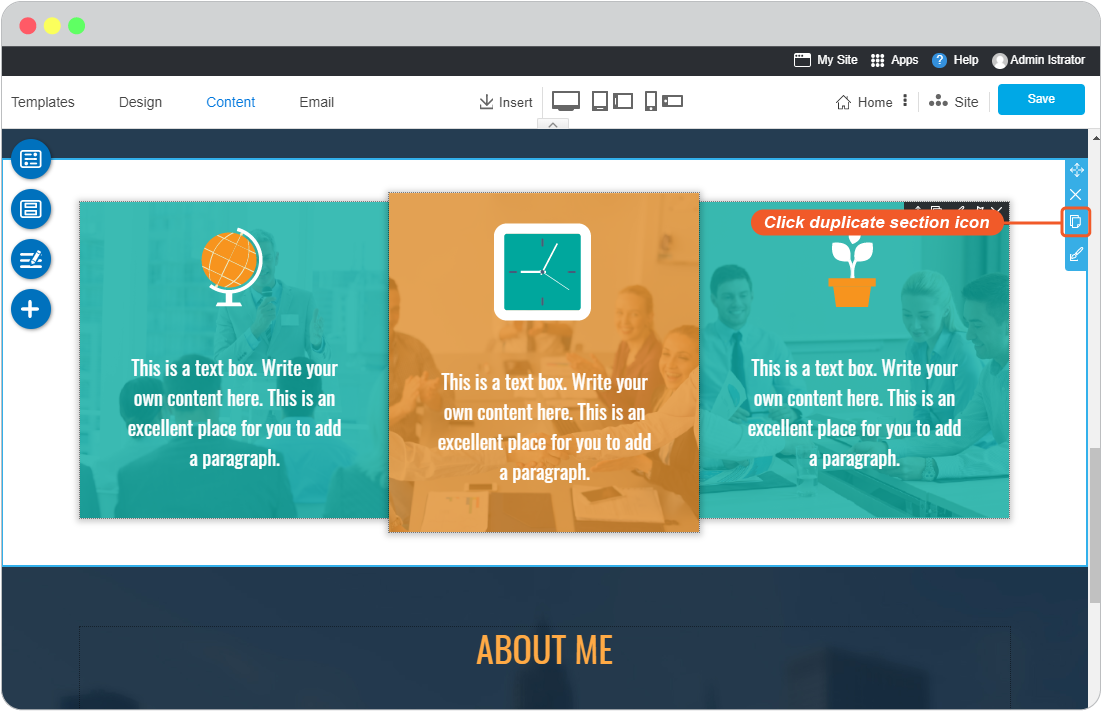 My Site Apps ? Help Admin Istrator
Templates Design Content Email Insert Home Site Save
Click duplicate section icon
This is a text box. Write your
own content here. This is an
excellent place for you to add
a paragraph.
This is a text box. Write your
own content here. This is an
excellent place for you to add
a paragraph.
This is a text box. Write your
own content here. This is an
excellent place for you to add
a paragraph.
ABOUT ME